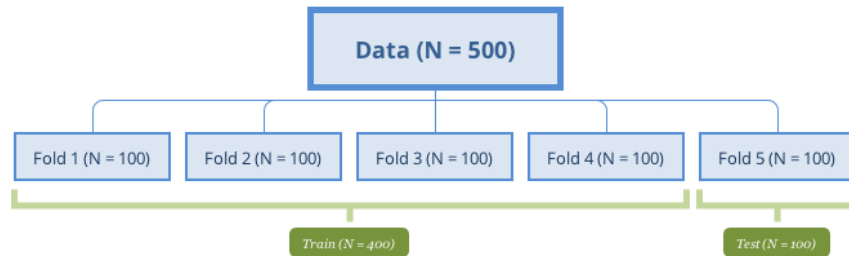 Data (N = 500)
Fold 1 (N = 100)
Fold 2 (N = 100)
Fold 3 (N = 100)
Fold 4 (N = 100)
Fold 5 (N = 100)
Train (N = 400)
Test (N = 100)